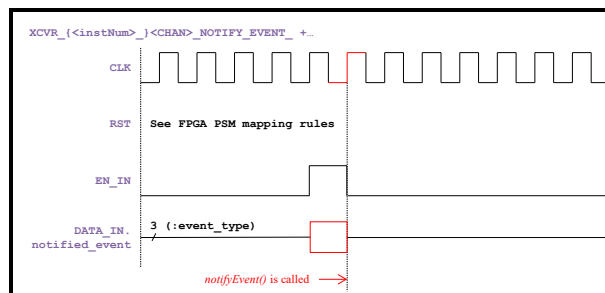 XCVR_{<instNum>_}<CHAN>_NOTIFY_EVENT_ +…
CLK
RST See FPGA PSM mapping rules
EN_IN
3 (:event_type)
DATA_IN.
notified_event
notifyEvent() is called